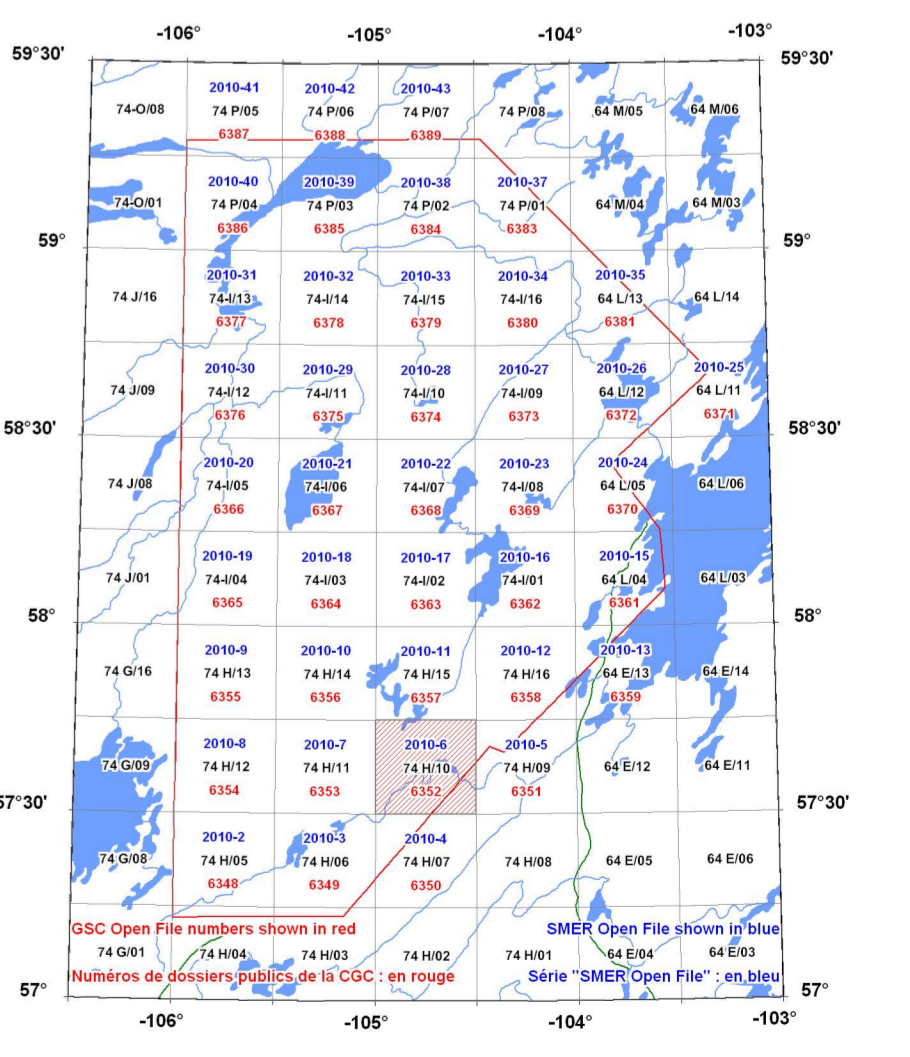 -106° -105° -104° -103°
59°30' 59°30'
2010-41 2010-42 2010-43
74-O/08 74 P/05 74 P/06 74 P/07 74 P/08 64 M/05 64 M/06
6387 6388 6389
2010-40 2010-39 2010-38 2010-37
74-O/01 74 P/04 74 P/03 74 P/02 74 P/01 64 M/04 64 M/03
6386 6385 6384 6383
59° 59°
2010-31 2010-32 2010-33 2010-34 2010-35
74 J/16 74-I/13 74-I/14 74-I/15 74-I/16 64 L/13 64 L/14
6377 6378 6379 6380 6381
2010-30 2010-29 2010-28 2010-27 2010-26 2010-25
74 J/09 74-I/12 74-I/11 74-I/10 74-I/09 64 L/12 64 L/11
6376 6375 6374 6373 6372 6371
58°30' 58°30'
2010-20 2010-21 2010-22 2010-23 2010-24
74 J/08 74-I/05 74-I/06 74-I/07 74-I/08 64 L/05 64 L/06
6366 6367 6368 6369 6370
2010-19 2010-18 2010-17 2010-16 2010-15
74 J/01 74-I/04 74-I/03 74-I/02 74-I/01 64 L/04 64 L/03
6365 6364 6363 6362 6361
58° 58°
2010-9 2010-10 2010-11 2010-12 2010-13
74 G/16 74 H/13 74 H/14 74 H/15 74 H/16 64 E/13 64 E/14
6355 6356 6357 6358 6359
2010-8 2010-7 2010-6 2010-5
74 G/09 74 H/12 74 H/11 74 H/10 74 H/09 64 E/12 64 E/11
6354 6353 6352 6351
57°30' 57°30'
2010-2 2010-3 2010-4
74 G/08 74 H/05 74 H/06 74 H/07 74 H/08 64 E/05 64 E/06
6348 6349 6350
GSC Open File numbers shown in red SMER Open File shown in blue
74 G/01 74 H/04 74 H/03 74 H/02 74 H/01 64 E/04 64 E/03
Numéros de dossiers publics de la CGC : en rouge Série "SMER Open File" : en bleu
57° 57°
-106° -105° -104° -103°